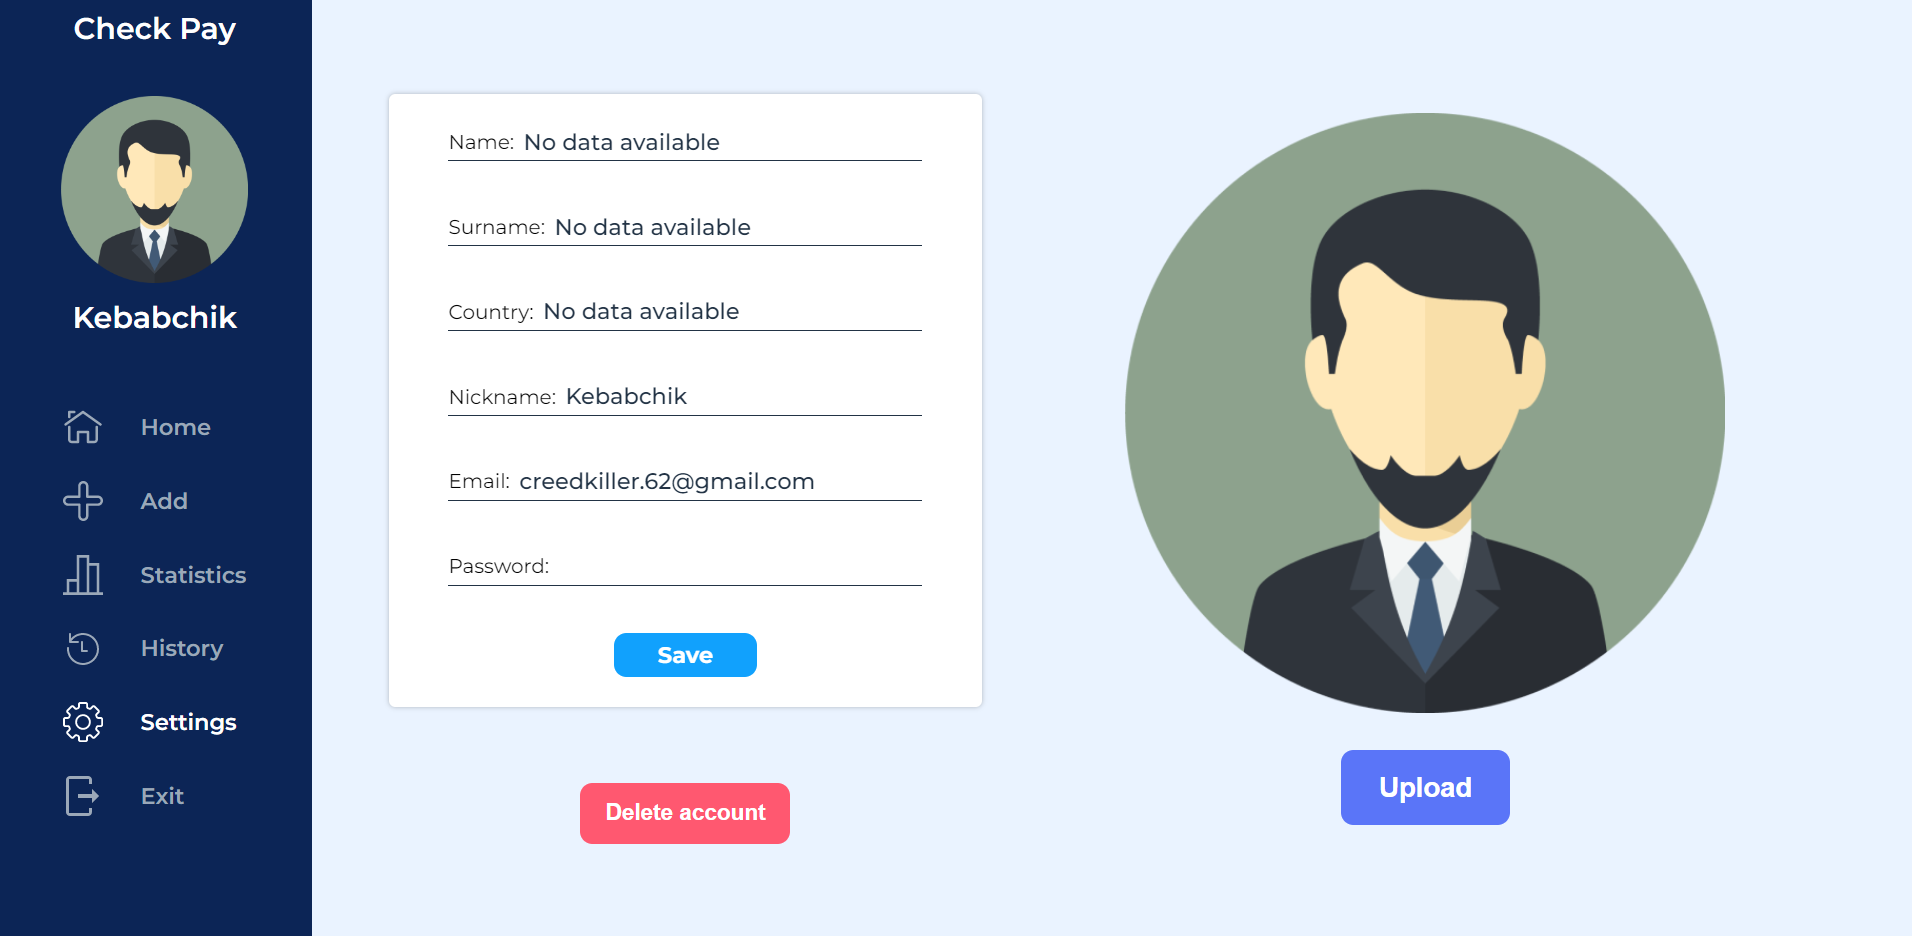 Check Pay
Kebabchik
Home
Add
Statistics
History
Settings
Exit
Name: No data available
Surname: No data available
Country: No data available
Nickname: Kebabchik
Email: creedkiller.62@gmail.com
Password:
Save
Delete account
Upload